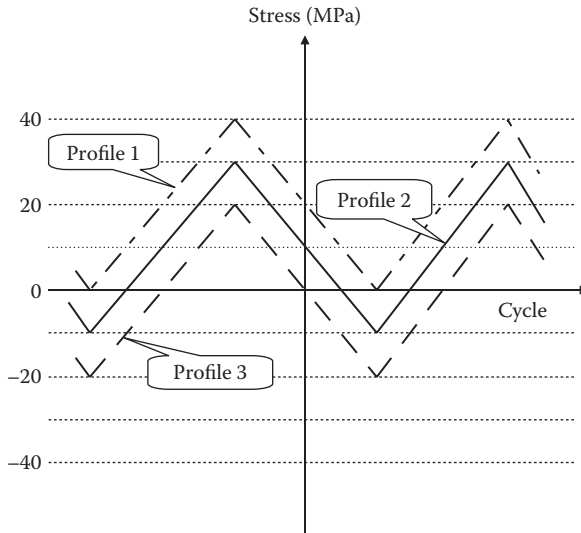 Stress (MPa)
40
Profile 1
Profile 2
20
0
Cycle
Profile 3
−20
−40